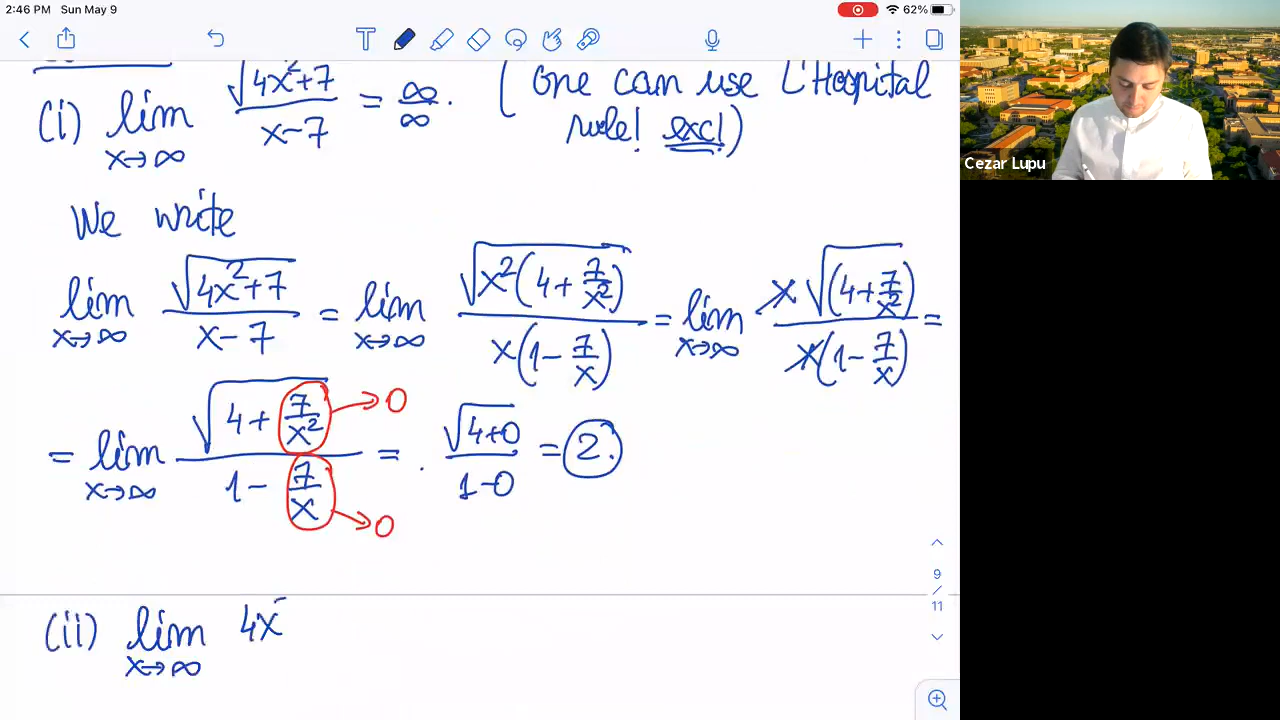 2:46 PM Sun May 9
62%
(i) lim x→∞ √(4x²+7) / (x-7) = ∞/∞ . (One can use L'Hospital
rule! exc!)
We write
lim x→∞ √(4x²+7) / (x-7) = lim x→∞ √(x²(4+7/x²)) / x(1-7/x) = lim x→∞ x√(4+7/x²) / x(1-7/x) =
= lim x→∞ √(4+7/x²) / (1-7/x) = . √(4+0) / (1-0) = 2.
→0
→0
(ii) lim x→∞ 4x
9
/
11
Cezar Lupu